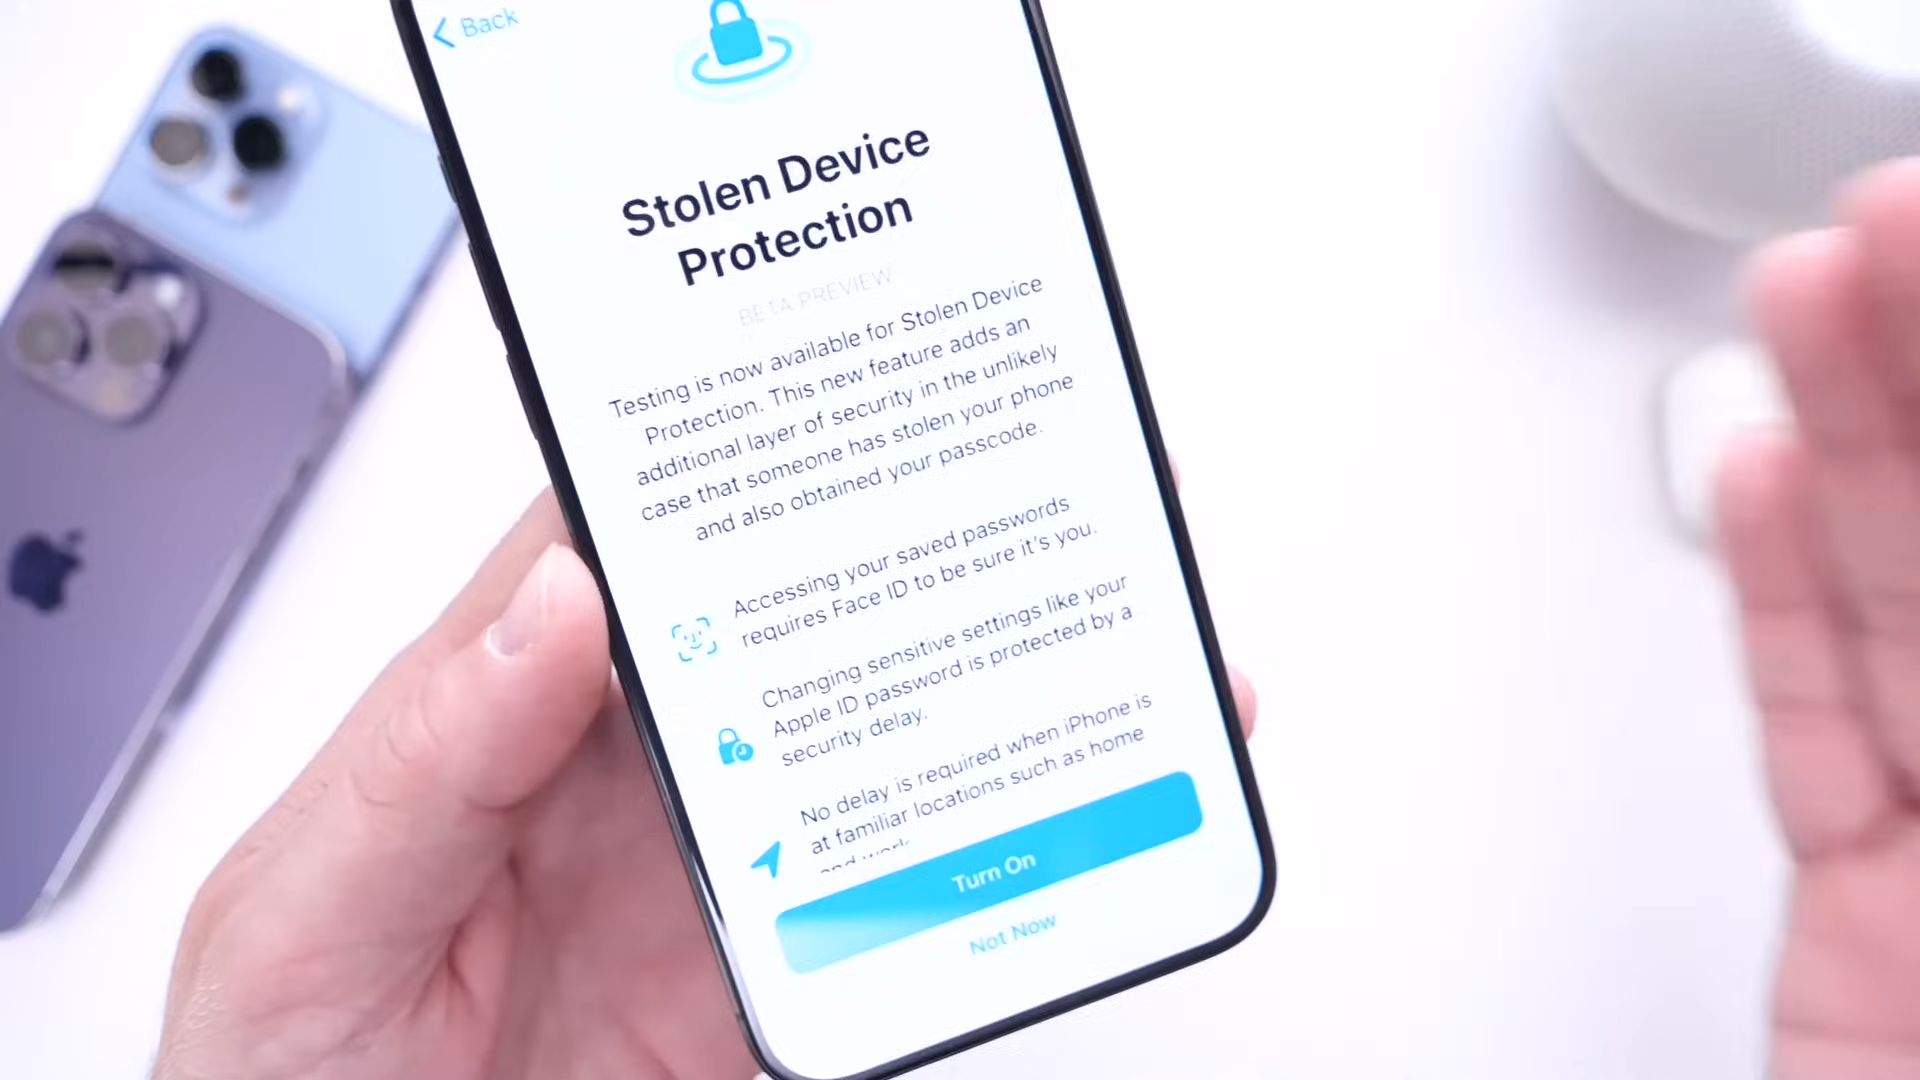 Back
Stolen Device
Protection
BETA PREVIEW
Testing is now available for Stolen Device
Protection. This new feature adds an
additional layer of security in the unlikely
case that someone has stolen your phone
and also obtained your passcode.
Accessing your saved passwords
requires Face ID to be sure it's you.
Changing sensitive settings like your
Apple ID password is protected by a
security delay.
No delay is required when iPhone is
at familiar locations such as home
and work.
Turn On
Not Now